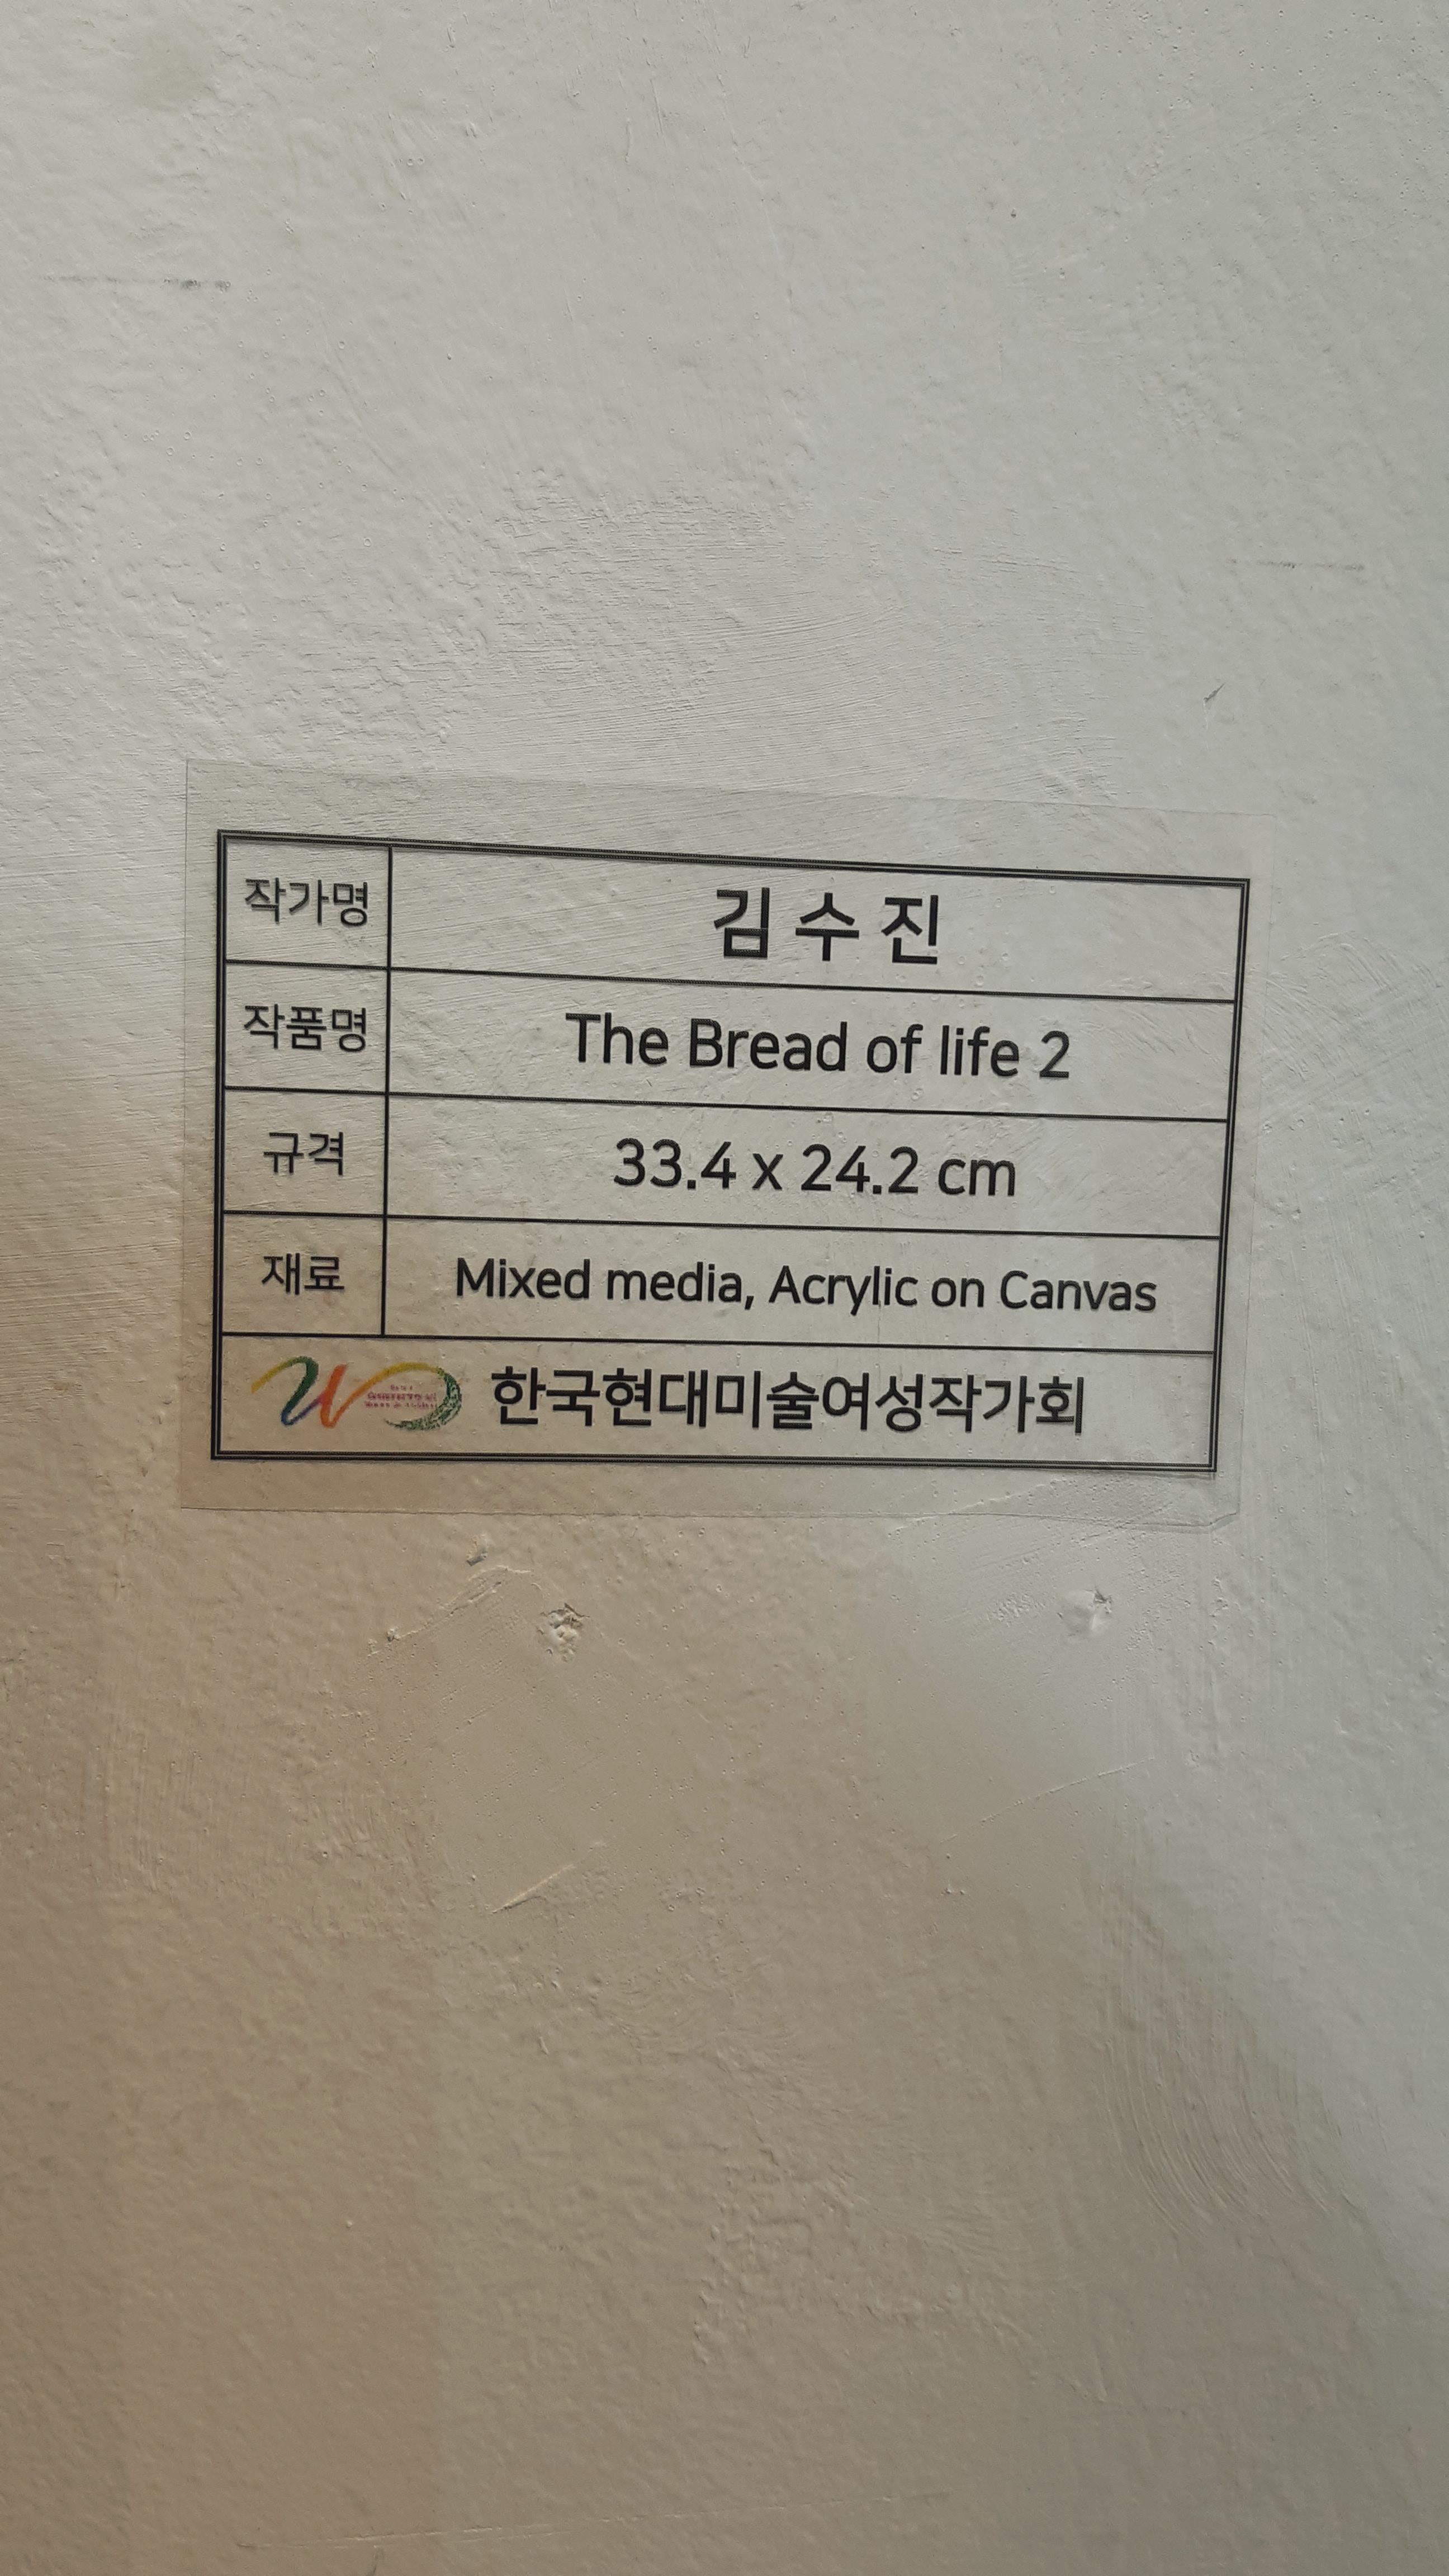 작가명 김수진
작품명 The Bread of life 2
규격 33.4 x 24.2 cm
재료 Mixed media, Acrylic on Canvas
한국현대미술여성작가회